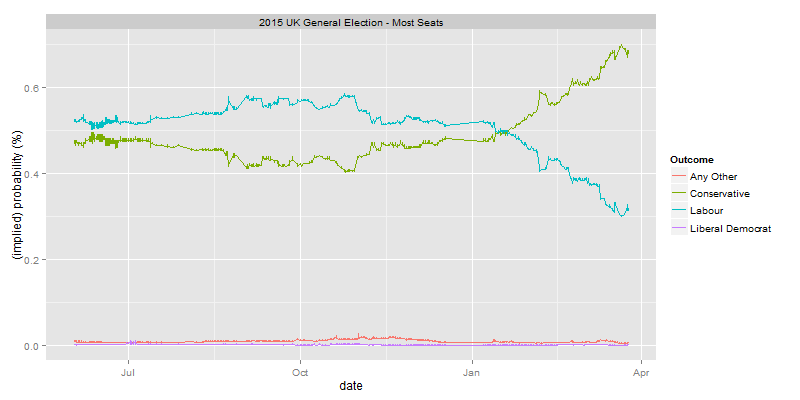 2015 UK General Election - Most Seats
(implied) probability (%)
0.6
0.4
0.2
0.0
Jul
Oct
Jan
Apr
date
Outcome
Any Other
Conservative
Labour
Liberal Democrat